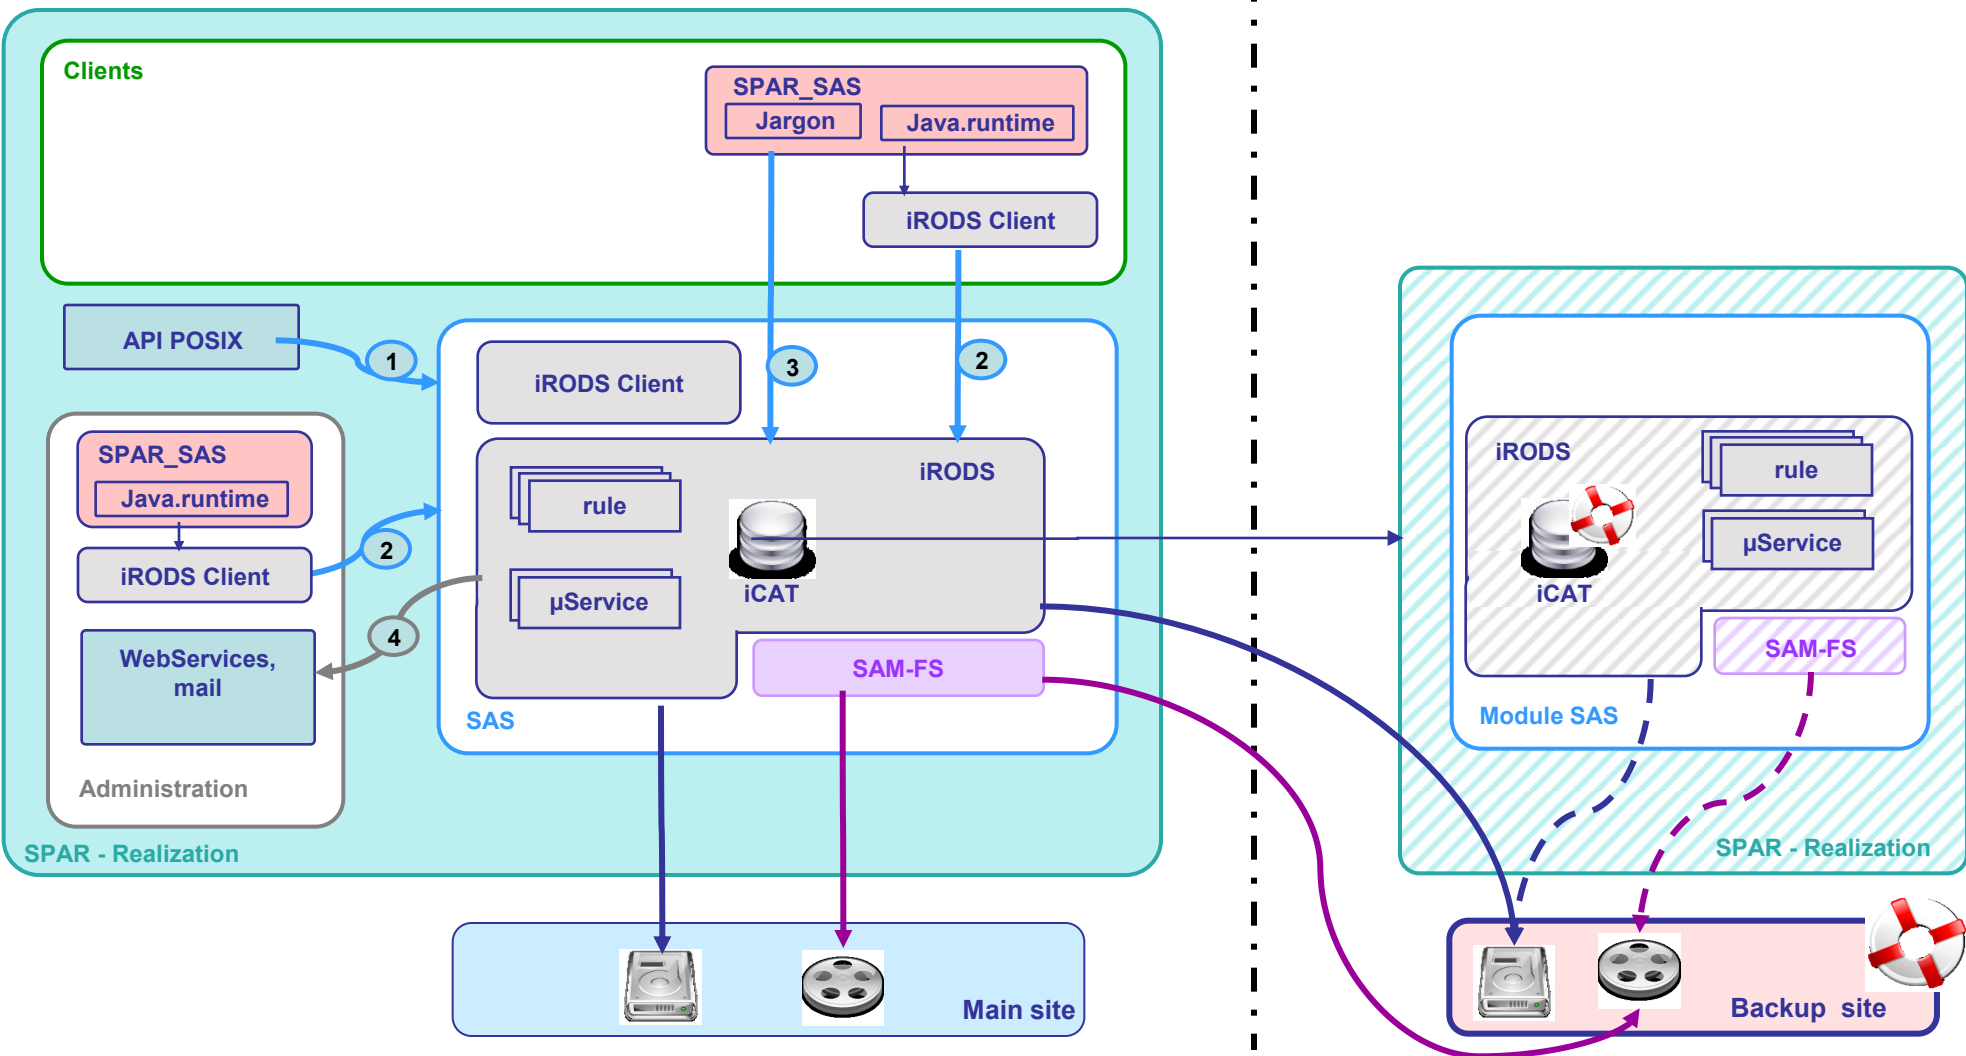 Clients
SPAR_SAS
Jargon
Java.runtime
iRODS Client
API POSIX
1
3
2
iRODS Client
SPAR_SAS
Java.runtime
iRODS Client
2
iRODS
rule
µService
iCAT
4
WebServices,
mail
SAM-FS
SAS
Administration
SPAR - Realization
Main site
iRODS
rule
µService
iCAT
SAM-FS
Module SAS
SPAR - Realization
Backup site